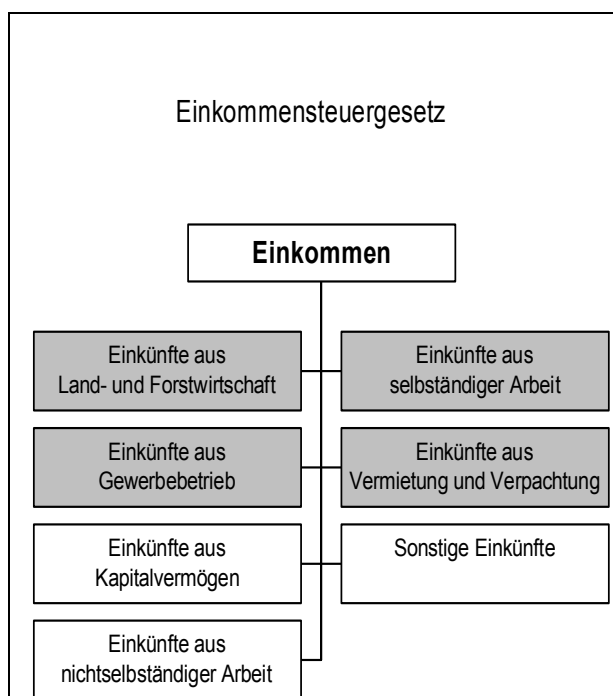 Einkommensteuergesetz
Einkommen
Einkünfte aus
Land- und Forstwirtschaft
Einkünfte aus
selbständiger Arbeit
Einkünfte aus
Gewerbebetrieb
Einkünfte aus
Vermietung und Verpachtung
Einkünfte aus
Kapitalvermögen
Sonstige Einkünfte
Einkünfte aus
nichtselbständiger Arbeit